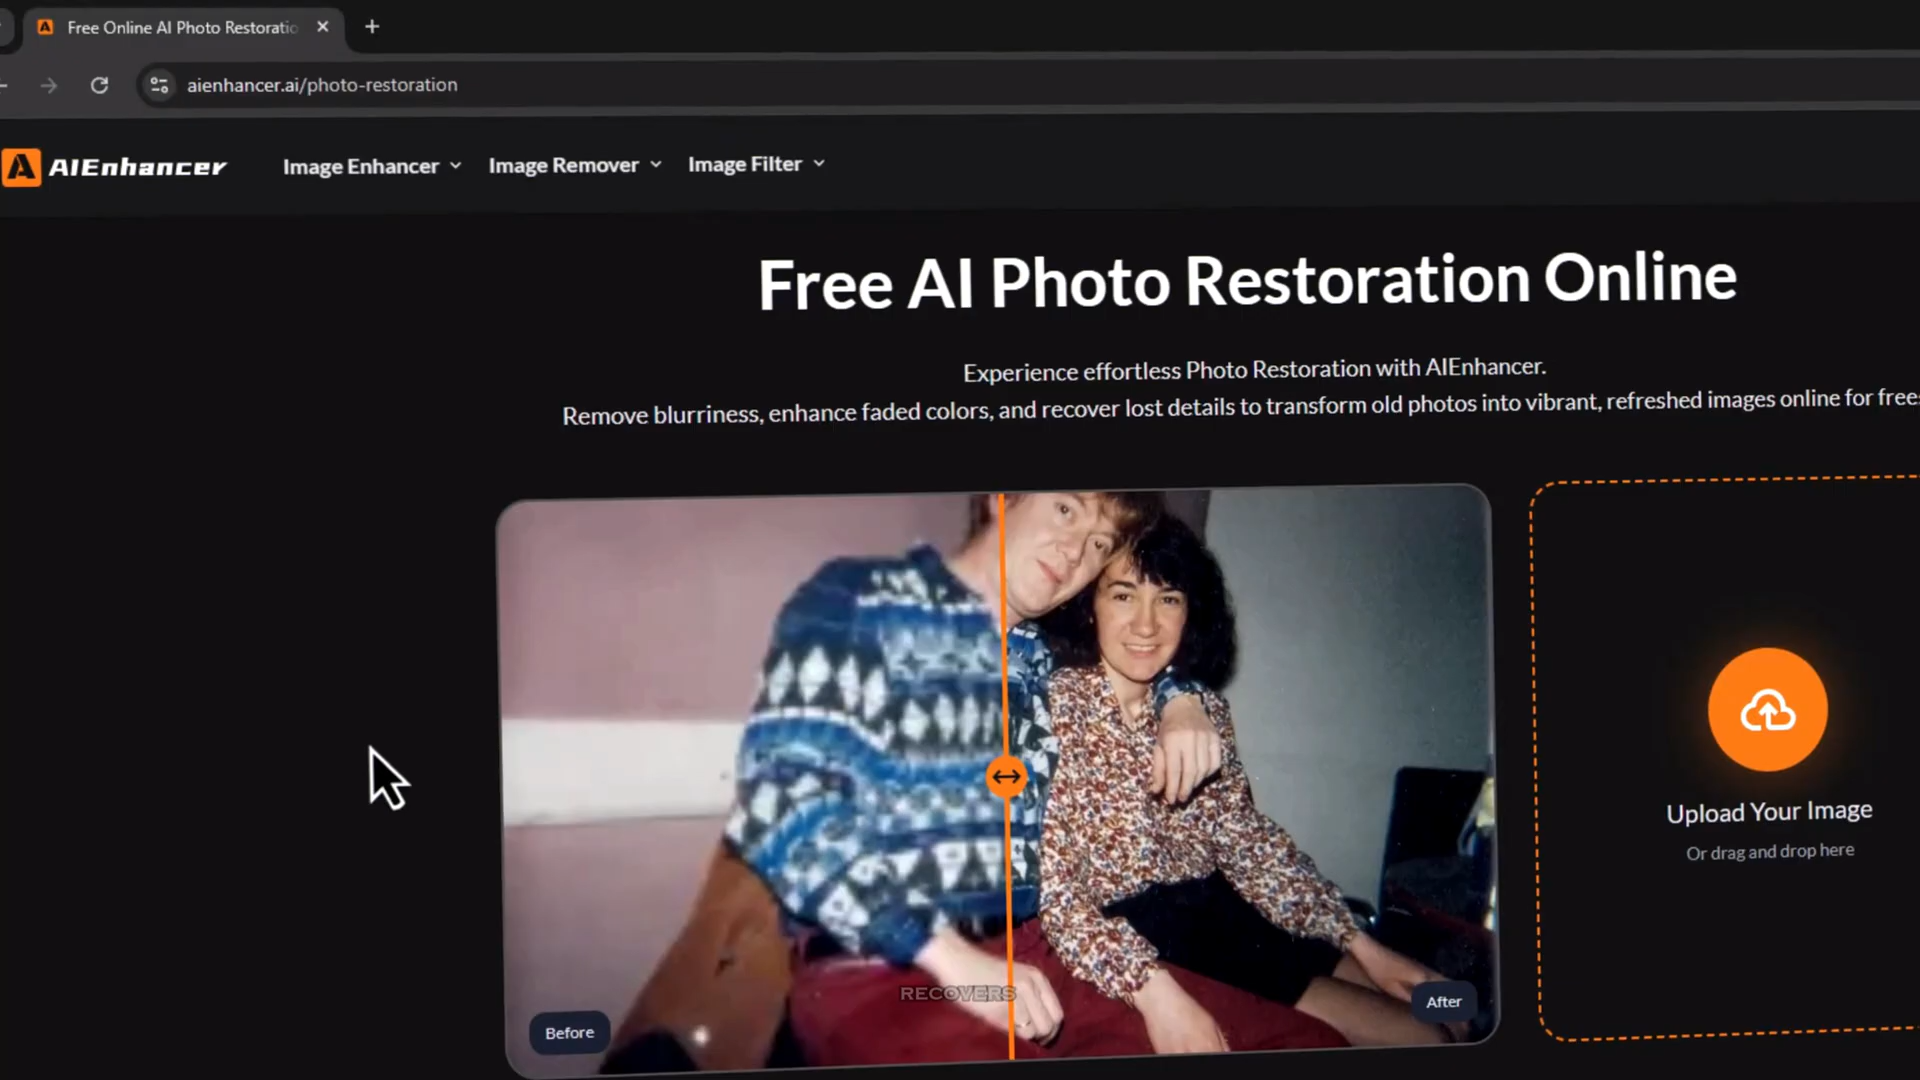 Free Online AI Photo Restoratio
aienhancer.ai/photo-restoration
A AIEnhancer
Image Enhancer
Image Remover
Image Filter
Free AI Photo Restoration Online
Experience effortless Photo Restoration with AIEnhancer.
Remove blurriness, enhance faded colors, and recover lost details to transform old photos into vibrant, refreshed images online for free
Upload Your Image
Or drag and drop here
RECOVERS
After
Before